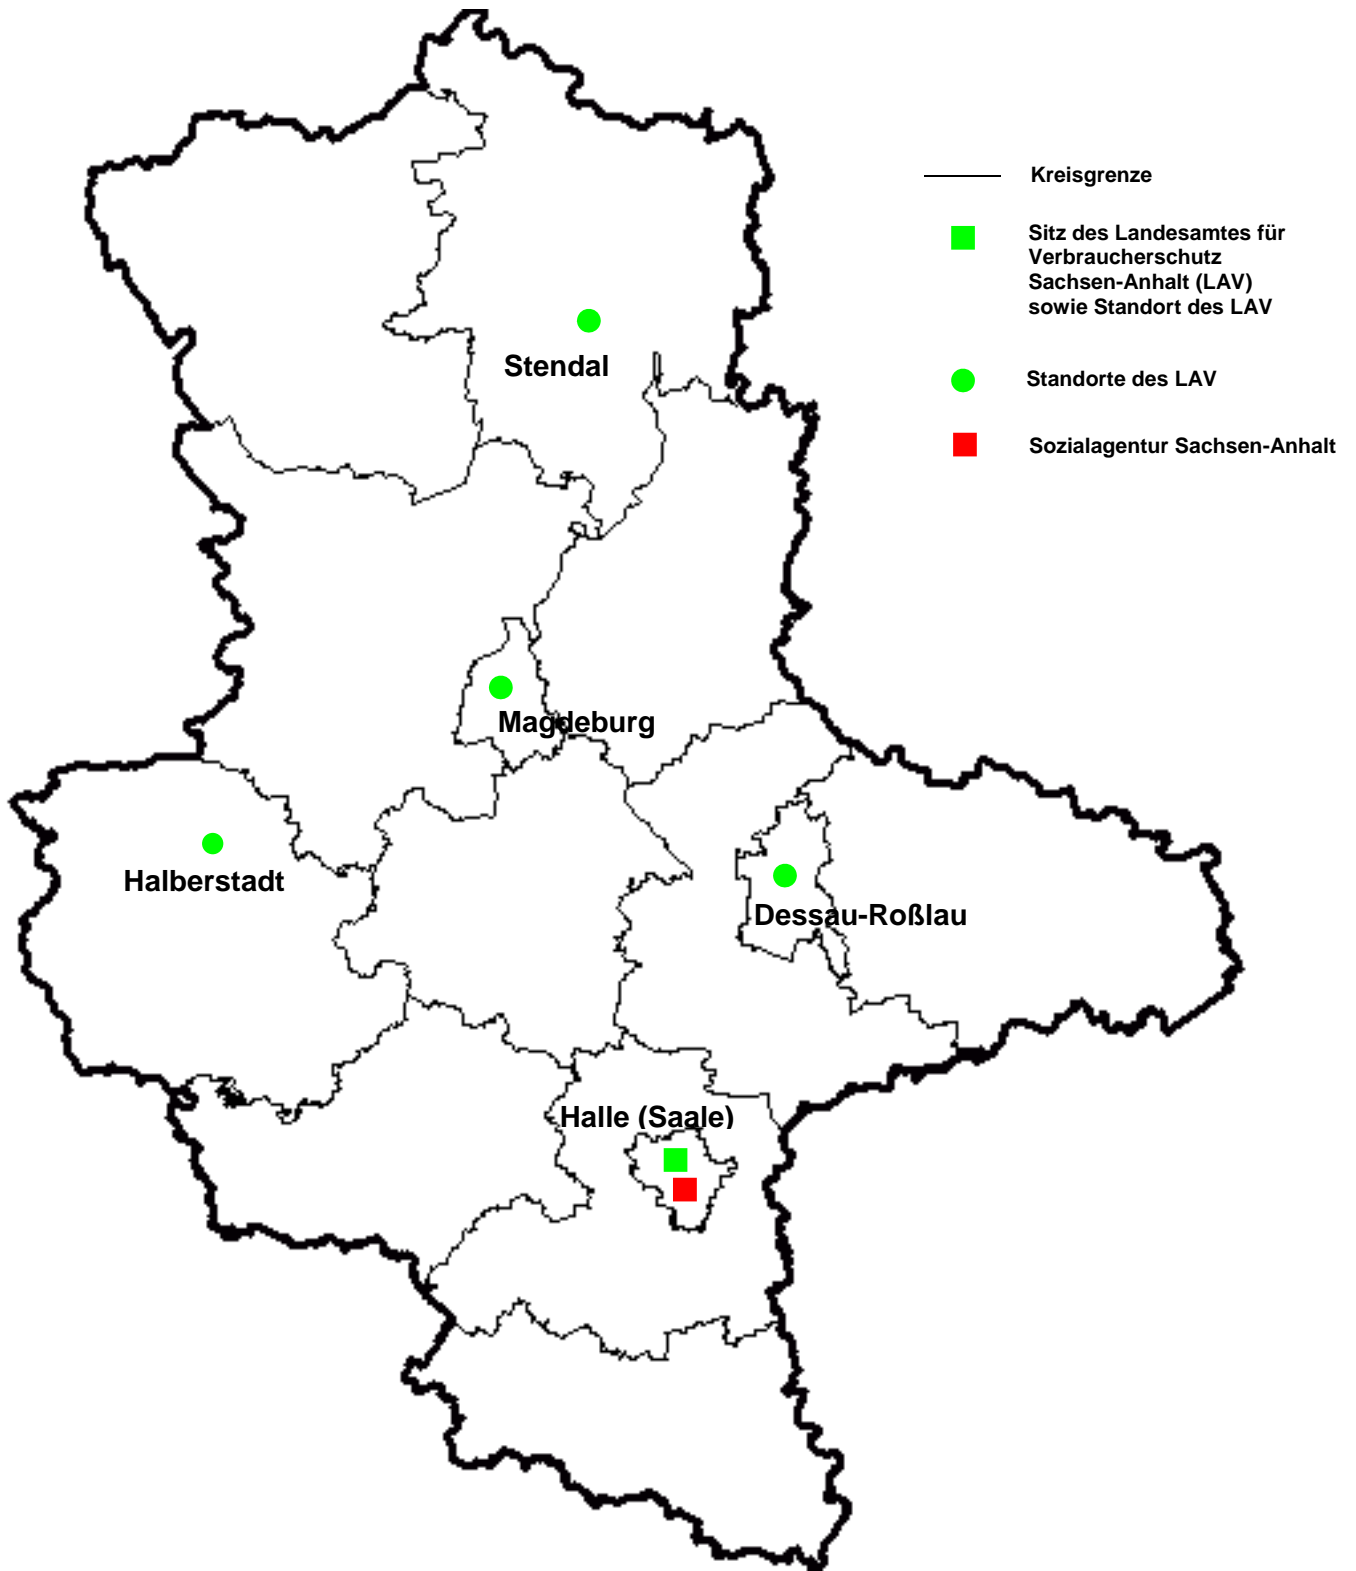 Kreisgrenze
Sitz des Landesamtes für
Verbraucherschutz
Sachsen-Anhalt (LAV)
sowie Standort des LAV
Standorte des LAV
Sozialagentur Sachsen-Anhalt
Stendal
Magdeburg
Halberstadt
Dessau-Roßlau
Halle (Saale)